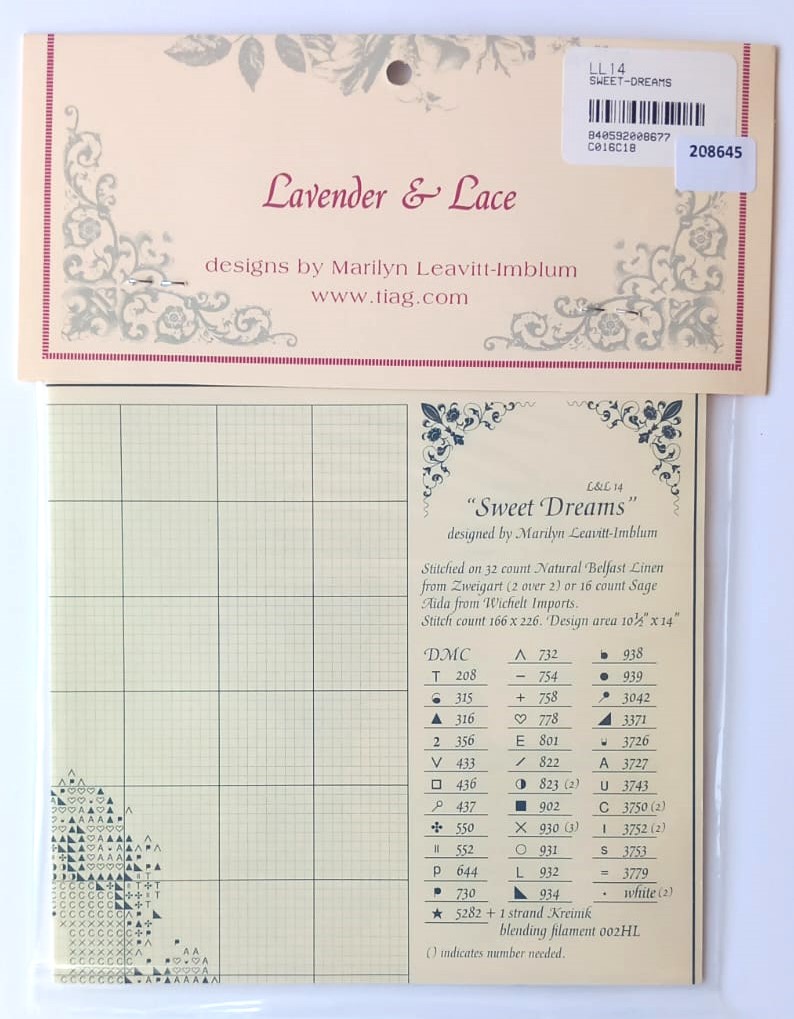 LL14
SWEET-DREAMS
840592008677
C016C18
208645
Lavender & Lace
designs by Marilyn Leavitt-Imblum
www.tiag.com
L&L 14
“Sweet Dreams”
designed by Marilyn Leavitt-Imblum
Stitched on 32 count Natural Belfast Linen
from Zweigart (2 over 2) or 16 count Sage
Aida from Wichelt Imports.
Stitch count 166 x 226. Design area 10½" x 14"
DMC
T 208
315
▲ 316
2 356
V 433
□ 436
437
✣ 550
II 552
P 644
730
★ 5282 + 1 strand Kreinik
blending filament 002HL
Λ 732
– 754
+ 758
♡ 778
E 801
/ 822
◑ 823 (2)
■ 902
X 930 (3)
○ 931
L 932
◣ 934
938
● 939
3042
◢ 3371
3726
A 3727
U 3743
C 3750 (2)
I 3752 (2)
S 3753
= 3779
· white (2)
() indicates number needed.